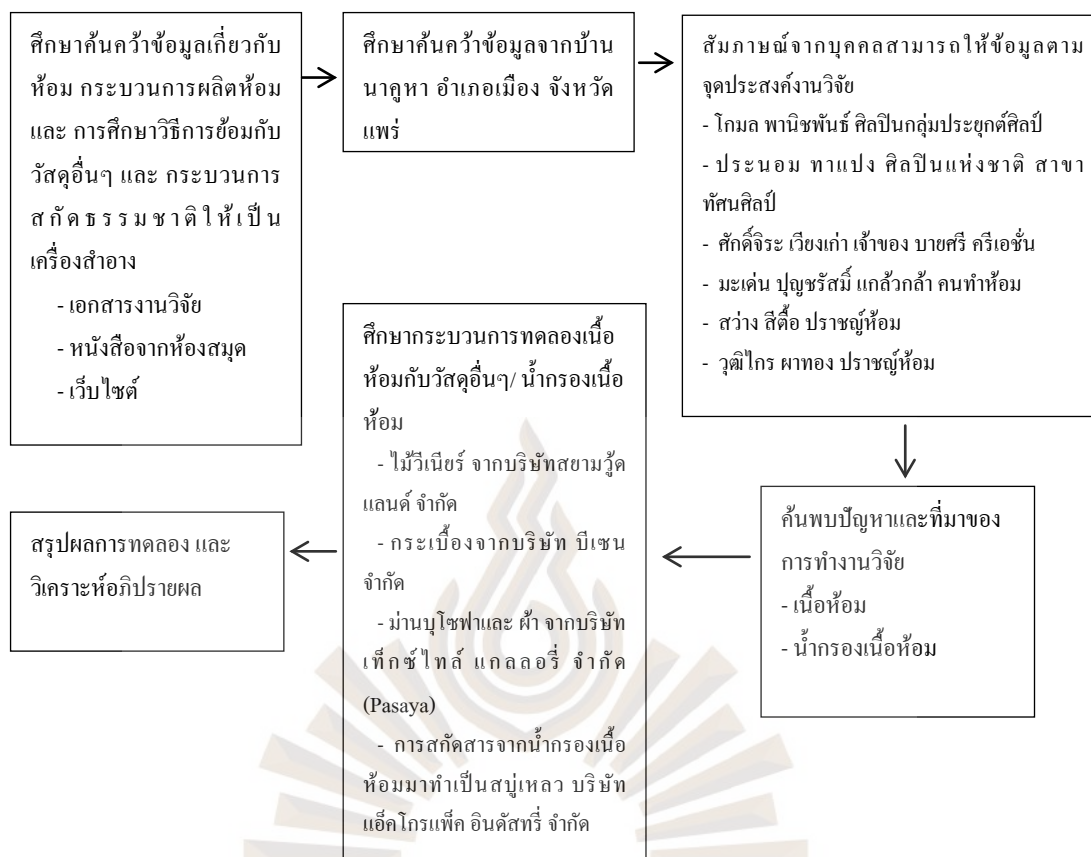 ศึกษาค้นคว้าข้อมูลเกี่ยวกับ
ห้อม กระบวนการผลิตห้อม
และ การศึกษาวิธีการย้อมกับ
วัสดุอื่นๆ และ กระบวนการ
สกัดธรรมชาติให้เป็น
เครื่องสำอาง
- เอกสารงานวิจัย
- หนังสือจากห้องสมุด
- เว็บไซต์
ศึกษาค้นคว้าข้อมูลจากบ้าน
นาคูหา อำเภอเมือง จังหวัด
แพร่
สัมภาษณ์จากบุคคลสามารถให้ข้อมูลตาม
จุดประสงค์งานวิจัย
- โกมล พานิชพันธ์ ศิลปินกลุ่มประยุกต์ศิลป์
- ประนอม ทาแปง ศิลปินแห่งชาติ สาขา
ทัศนศิลป์
- ศักดิ์จิระ เวียงเก่า เจ้าของ บายศรี ครีเอชั่น
- มะเด่น ปุญชรัสมิ์ แกล้วกล้า คนทำห้อม
- สว่าง สีตื้อ ปราชญ์ห้อม
- วุฒิไกร ผาทอง ปราชญ์ห้อม
ค้นพบปัญหาและที่มาของ
การทำงานวิจัย
- เนื้อห้อม
- น้ำกรองเนื้อห้อม
ศึกษากระบวนการทดลองเนื้อ
ห้อมกับวัสดุอื่นๆ/ น้ำกรองเนื้อ
ห้อม
- ไม้วีเนียร์ จากบริษัทสยามวู้ด
แลนด์ จำกัด
- กระเบื้องจากบริษัท บีเซน
จำกัด
- ม่านบุโซฟาและ ผ้า จากบริษัท
เท็กซ์ไทล์ แกลลอรี่ จำกัด
(Pasaya)
- การสกัดสารจากน้ำกรองเนื้อ
ห้อมมาทำเป็นสบู่เหลว บริษัท
แอ็คโกรแพ็ค อินดัสทรี่ จำกัด
สรุปผลการทดลอง และ
วิเคราะห์อภิปรายผล